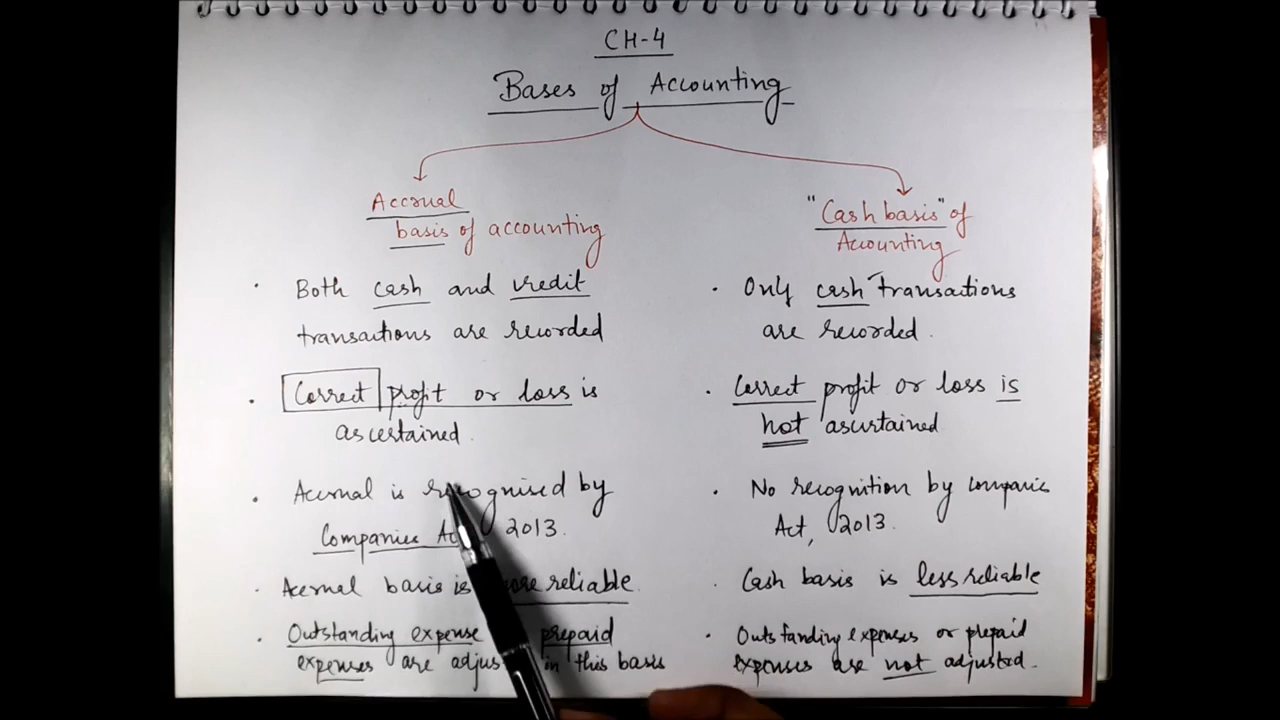 CH-4
Bases of Accounting
Accrual
basis of accounting
Both cash and credit
transactions are recorded
Correct profit or loss is
ascertained.
Accrual is recognised by
Companies Act 2013.
Accrual basis is more reliable.
Outstanding expense prepaid
expenses are adjus in this basis
"Cash basis" of
Accounting
Only cash transactions
are recorded.
Correct profit or loss is
not ascertained
No recognition by Companies
Act, 2013.
Cash basis is less reliable
Outstanding expenses or prepaid
expenses are not adjusted.